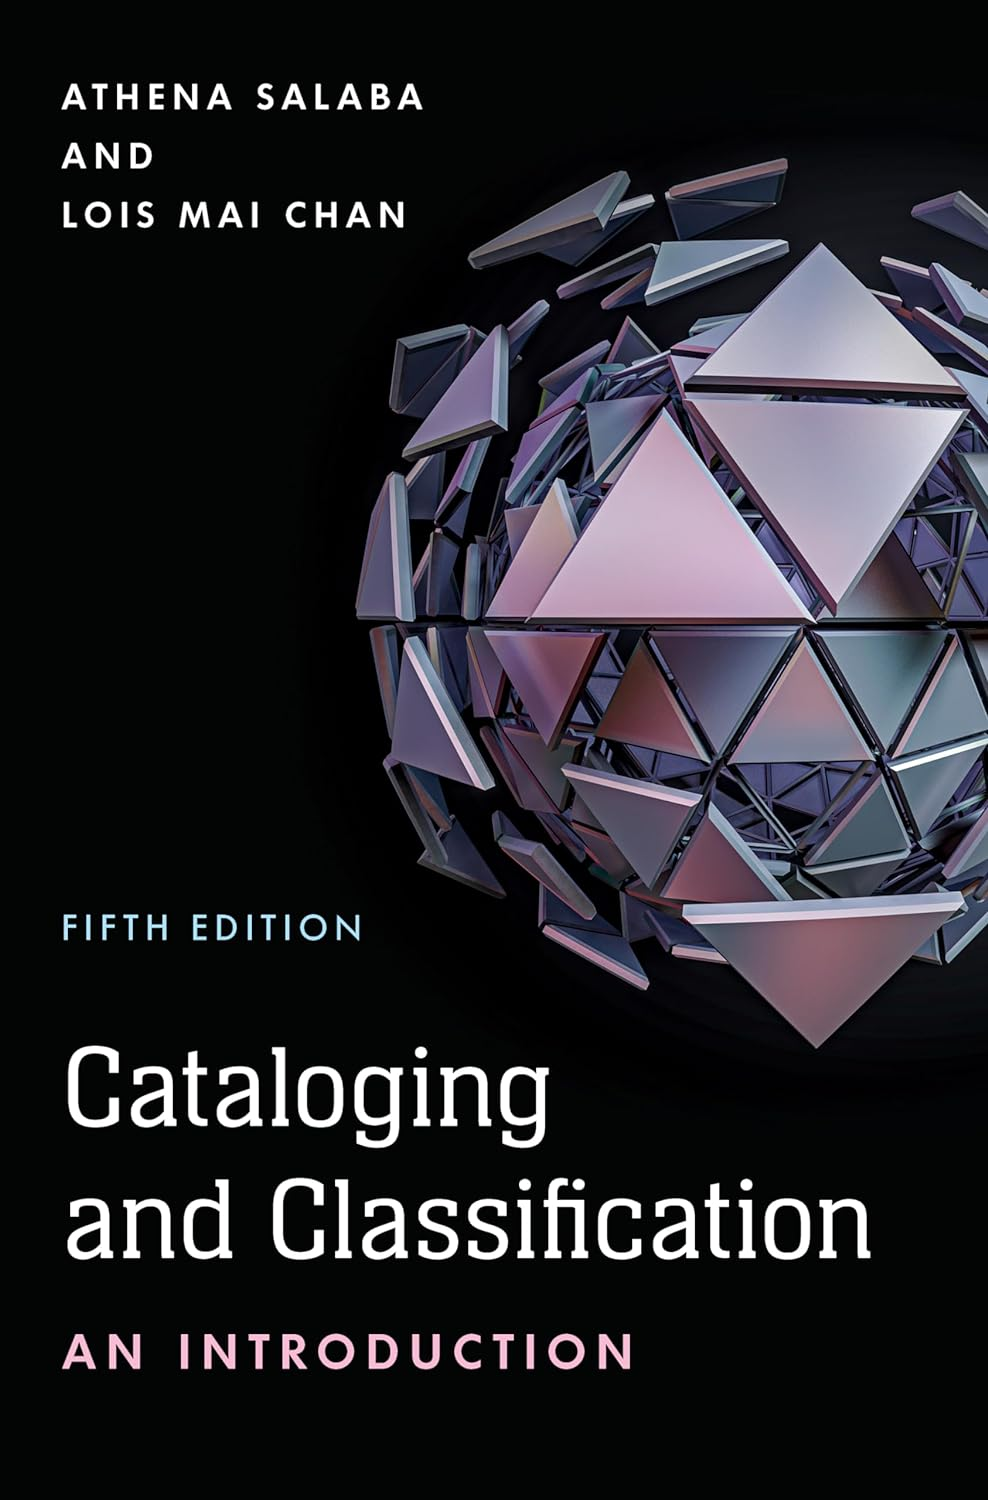 ATHENA SALABA
AND
LOIS MAI CHAN
FIFTH EDITION
Cataloging
and Classification
AN INTRODUCTION